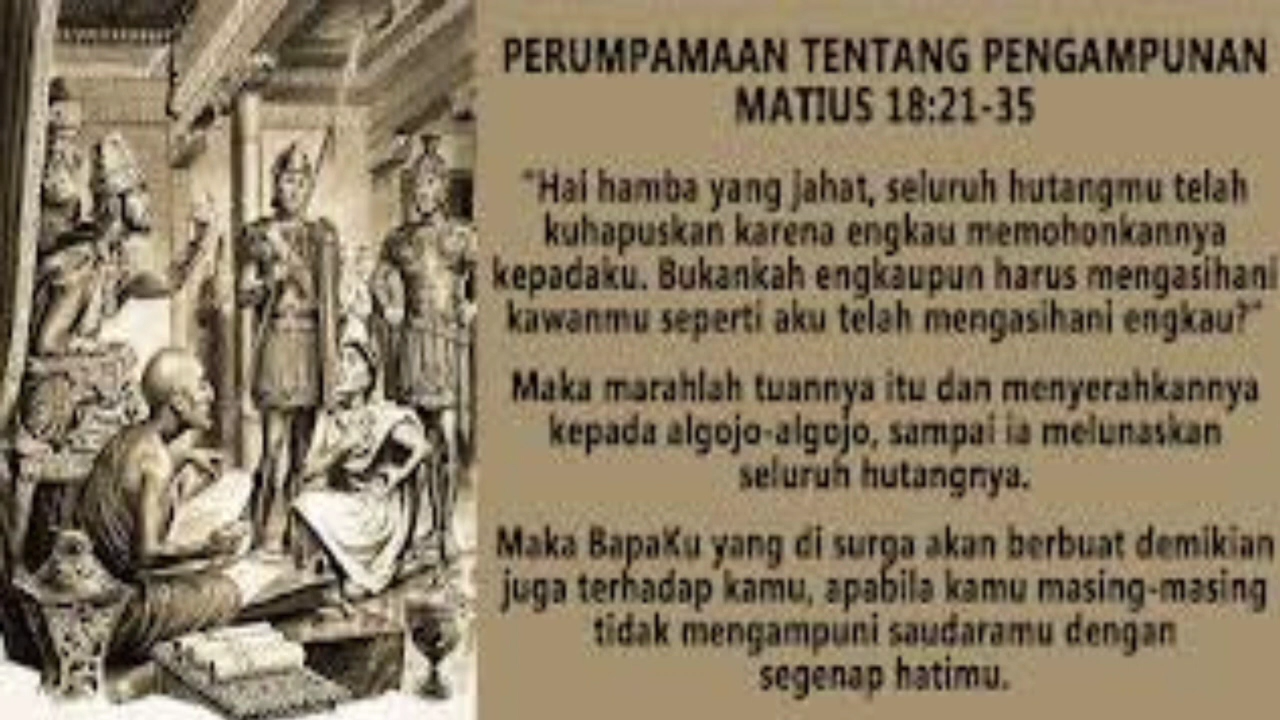 PERUMPAMAAN TENTANG PENGAMPUNAN
MATIUS 18:21-35
"Hai hamba yang jahat, seluruh hutangmu telah
kuhapuskan karena engkau memohonkannya
kepadaku. Bukankah engkaupun harus mengasihani
kawanmu seperti aku telah mengasihani engkau?"
Maka marahlah tuannya itu dan menyerahkannya
kepada algojo-algojo, sampai ia melunaskan
seluruh hutangnya.
Maka BapaKu yang di surga akan berbuat demikian
juga terhadap kamu, apabila kamu masing-masing
tidak mengampuni saudaramu dengan
segenap hatimu.